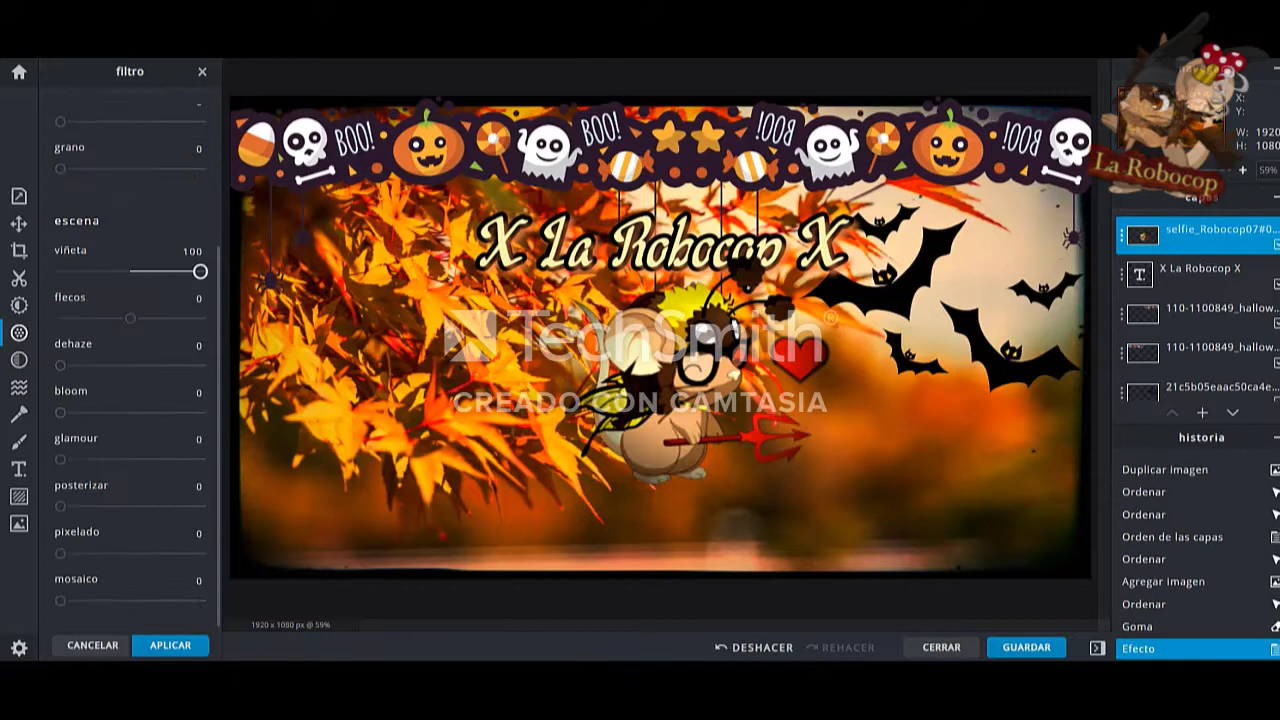 filtro
grano 0
escena
viñeta 100
flecos 0
dehaze 0
bloom 0
glamour 0
posterizar 0
pixelado 0
mosaico 0
CANCELAR APLICAR
BOO! BOO! BOO! BOO!
X La Robocop X
TechSmith®
CREADO CON CAMTASIA
1920 x 1080 px @ 59%
DESHACER REHACER CERRAR GUARDAR
La Robocop
X:
Y:
W: 1920
H: 1080
59%
capas
selfie_Robocop07#0...
X La Robocop X
110-1100849_hallow...
110-1100849_hallow...
21c5b05eaac50ca4e...
historia
Duplicar imagen
Ordenar
Ordenar
Orden de las capas
Ordenar
Agregar imagen
Ordenar
Goma
Efecto